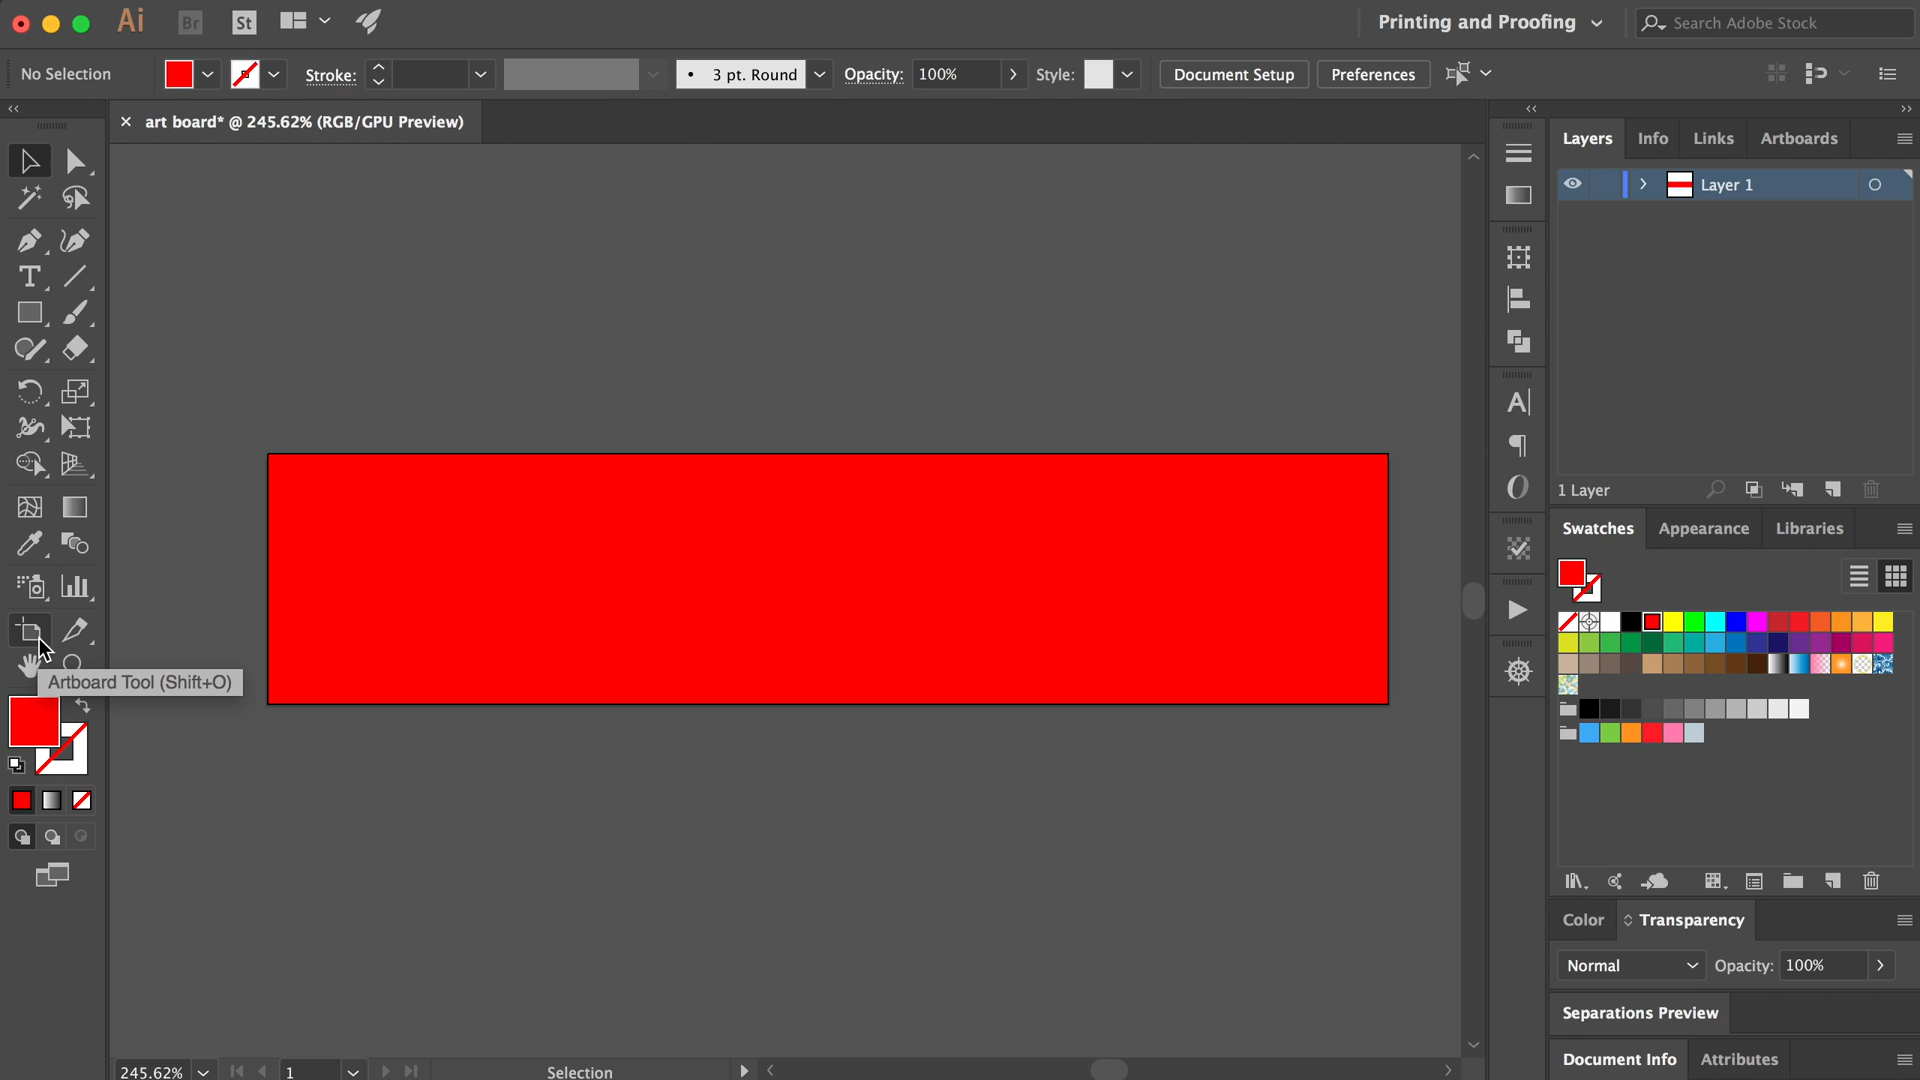 Ai Br St Printing and Proofing Search Adobe Stock
No Selection Stroke: 3 pt. Round Opacity: 100% Style: Document Setup Preferences
art board* @ 245.62% (RGB/GPU Preview)
Layers Info Links Artboards
Layer 1
1 Layer
Swatches Appearance Libraries
Artboard Tool (Shift+O)
Color Transparency
Normal Opacity: 100%
Separations Preview
Document Info Attributes
245.62% 1 Selection